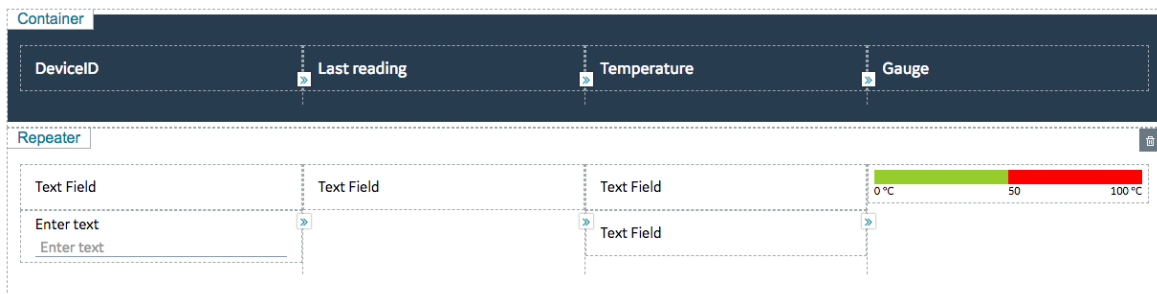 Container
DeviceID Last reading Temperature Gauge
Repeater
Text Field Text Field Text Field
0 °C 50 100 °C
Enter text
Enter text
Text Field